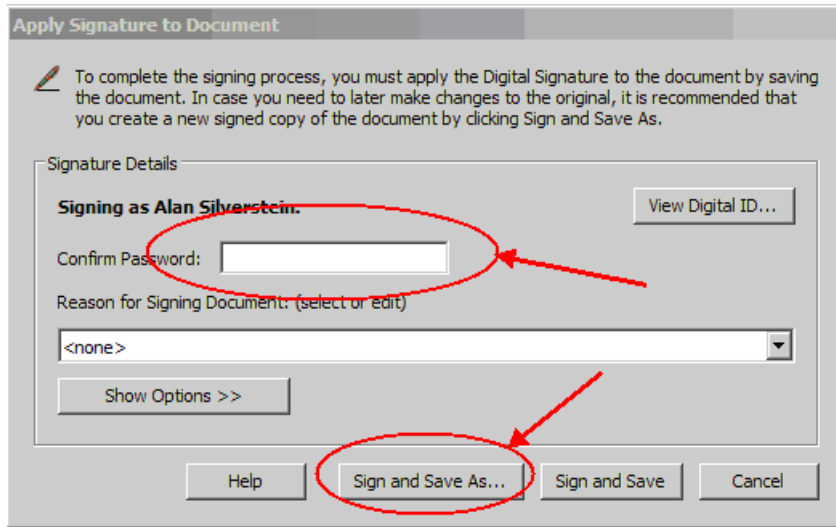 Apply Signature to Document
To complete the signing process, you must apply the Digital Signature to the document by saving
the document. In case you need to later make changes to the original, it is recommended that
you create a new signed copy of the document by clicking Sign and Save As.
Signature Details
Signing as Alan Silverstein.
View Digital ID...
Confirm Password:
Reason for Signing Document: (select or edit)
<none>
Show Options >>
Help
Sign and Save As...
Sign and Save
Cancel